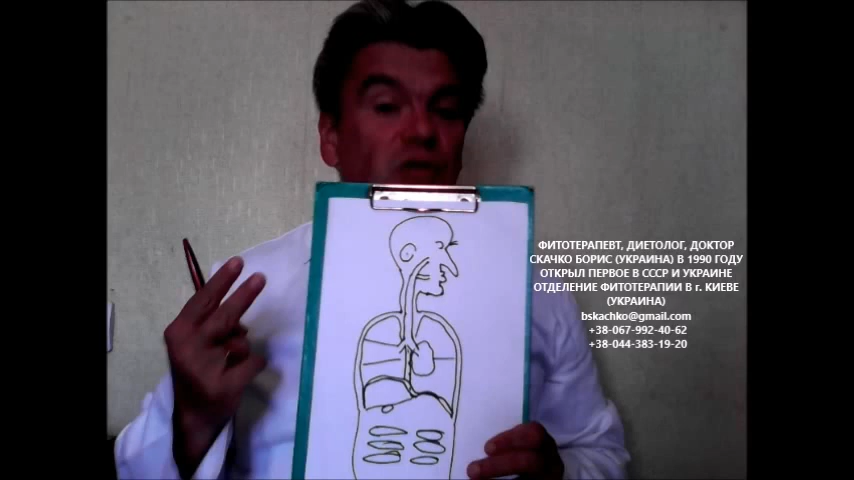 ФИТОТЕРАПЕВТ, ДИЕТОЛОГ, ДОКТОР
СКАЧКО БОРИС (УКРАИНА) В 1990 ГОДУ
ОТКРЫЛ ПЕРВОЕ В СССР И УКРАИНЕ
ОТДЕЛЕНИЕ ФИТОТЕРАПИИ В г. КИЕВЕ
(УКРАИНА)
bskachko@gmail.com
+38-067-992-40-62
+38-044-383-19-20